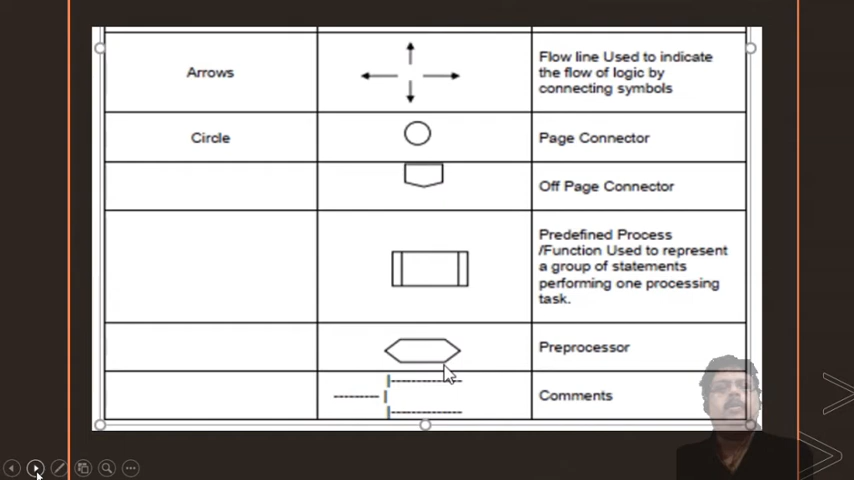 Arrows
Flow line Used to indicate
the flow of logic by
connecting symbols
Circle
Page Connector
Off Page Connector
Predefined Process
/Function Used to represent
a group of statements
performing one processing
task.
Preprocessor
Comments